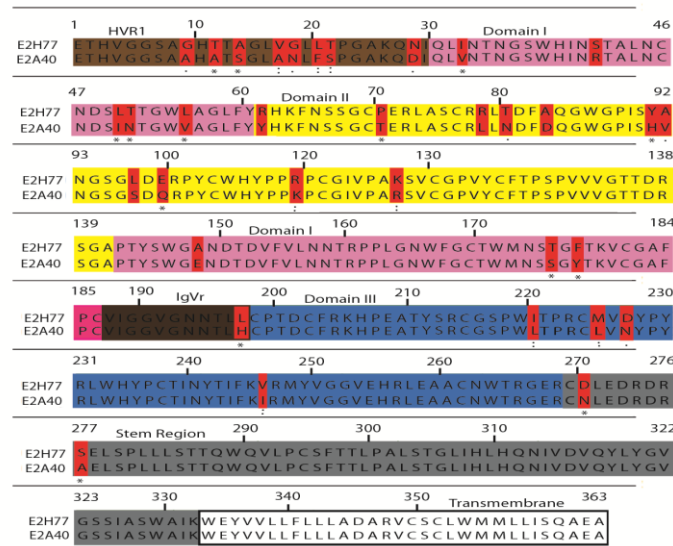 HVR1 10 20 30 Domain I 46
E2H77 ETHVGGSAGHTTAGLVGLLTPGAKQNIQLINTNGSWHINSTALNC
E2A40 ETHVGGSAAHATSGLANLFSPGAKQDIQLVNTNGSWHINRTALNC
47 60 Domain II 70 80 92
E2H77 NDSLTTGWLAGLFYRHKFNSSGCPERLASCRRLTDFAQGWGPISYA
E2A40 NDSINTGWVAGLFYYHKFNSSGCTERLASCRLLNDFDQGWGPISHV
93 100 120 130 138
E2H77 NGSGLDERPYCWHYPPRPCGIVPAKSVCGPVYCFTPSPVVVGTTDR
E2A40 NGSGSDQRPYCWHYPPKPCGIVPARSVCGPVYCFTPSPVVVGTTDR
139 150 Domain I 160 170 184
E2H77 SGAPTYSWGANDTDVFVLNNTRPPLGNWFGCTWMNSTGFTKVCGAF
E2A40 SGAPTYSWGENDTDVFVLNNTRPPLGNWFGCTWMNSSGYTKVCGAF
185 190 IgVr 200 Domain III 210 220 230
E2H77 PCVIGGVGNNTLLCPTDCFRKHPEATYSRCGSPWITPRCMVDYPY
E2A40 PCVIGGVGNNTLHCPTDCFRKHPEATYSRCGSPWLTPRCLVNYPY
231 240 250 260 270 276
E2H77 RLWHYPCTINYTIFKVRMYVGGVEHRLEAACNWTRGERCDLEDRDR
E2A40 RLWHYPCTINYTIFKIRMYVGGVEHRLEAACNWTRGERCNLEDRDR
277 Stem Region 290 300 310 322
E2H77 SELSPLLLSTTQWQVLPCSFTTLPALSTGLIHLHQNIVDVQYLYGV
E2A40 AELSPLLLSTTQWQVLPCSFTTLPALSTGLIHLHQNIVDVQYLYGV
323 330 340 350 Transmembrane 363
E2H77 GSSIASWAIKWEYVVLLFLLLADARVCSCLWMMLLISQAEA
E2A40 GSSIASWAIKWEYVVLLFLLLADARVCSCLWMMLLISQAEA